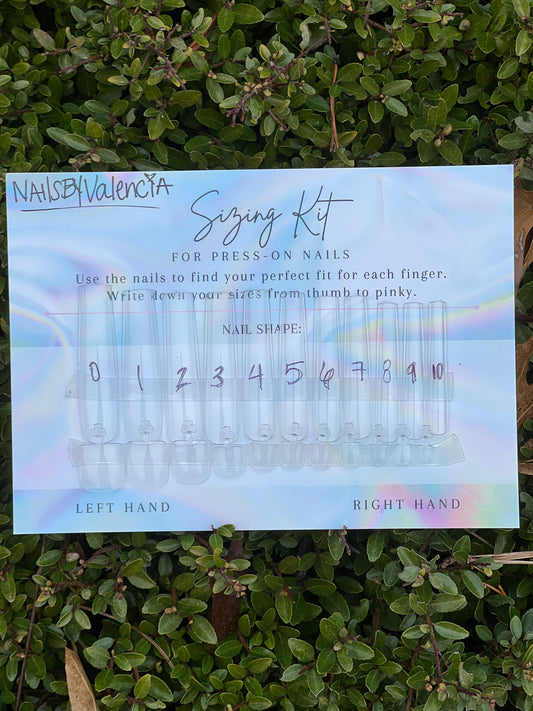 NAILSBYValenciA
Sizing Kit
FOR PRESS-ON NAILS
Use the nails to find your perfect fit for each finger.
Write down your sizes from thumb to pinky.
NAIL SHAPE:
0 1 2 3 4 5 6 7 8 9 10
LEFT HAND RIGHT HAND